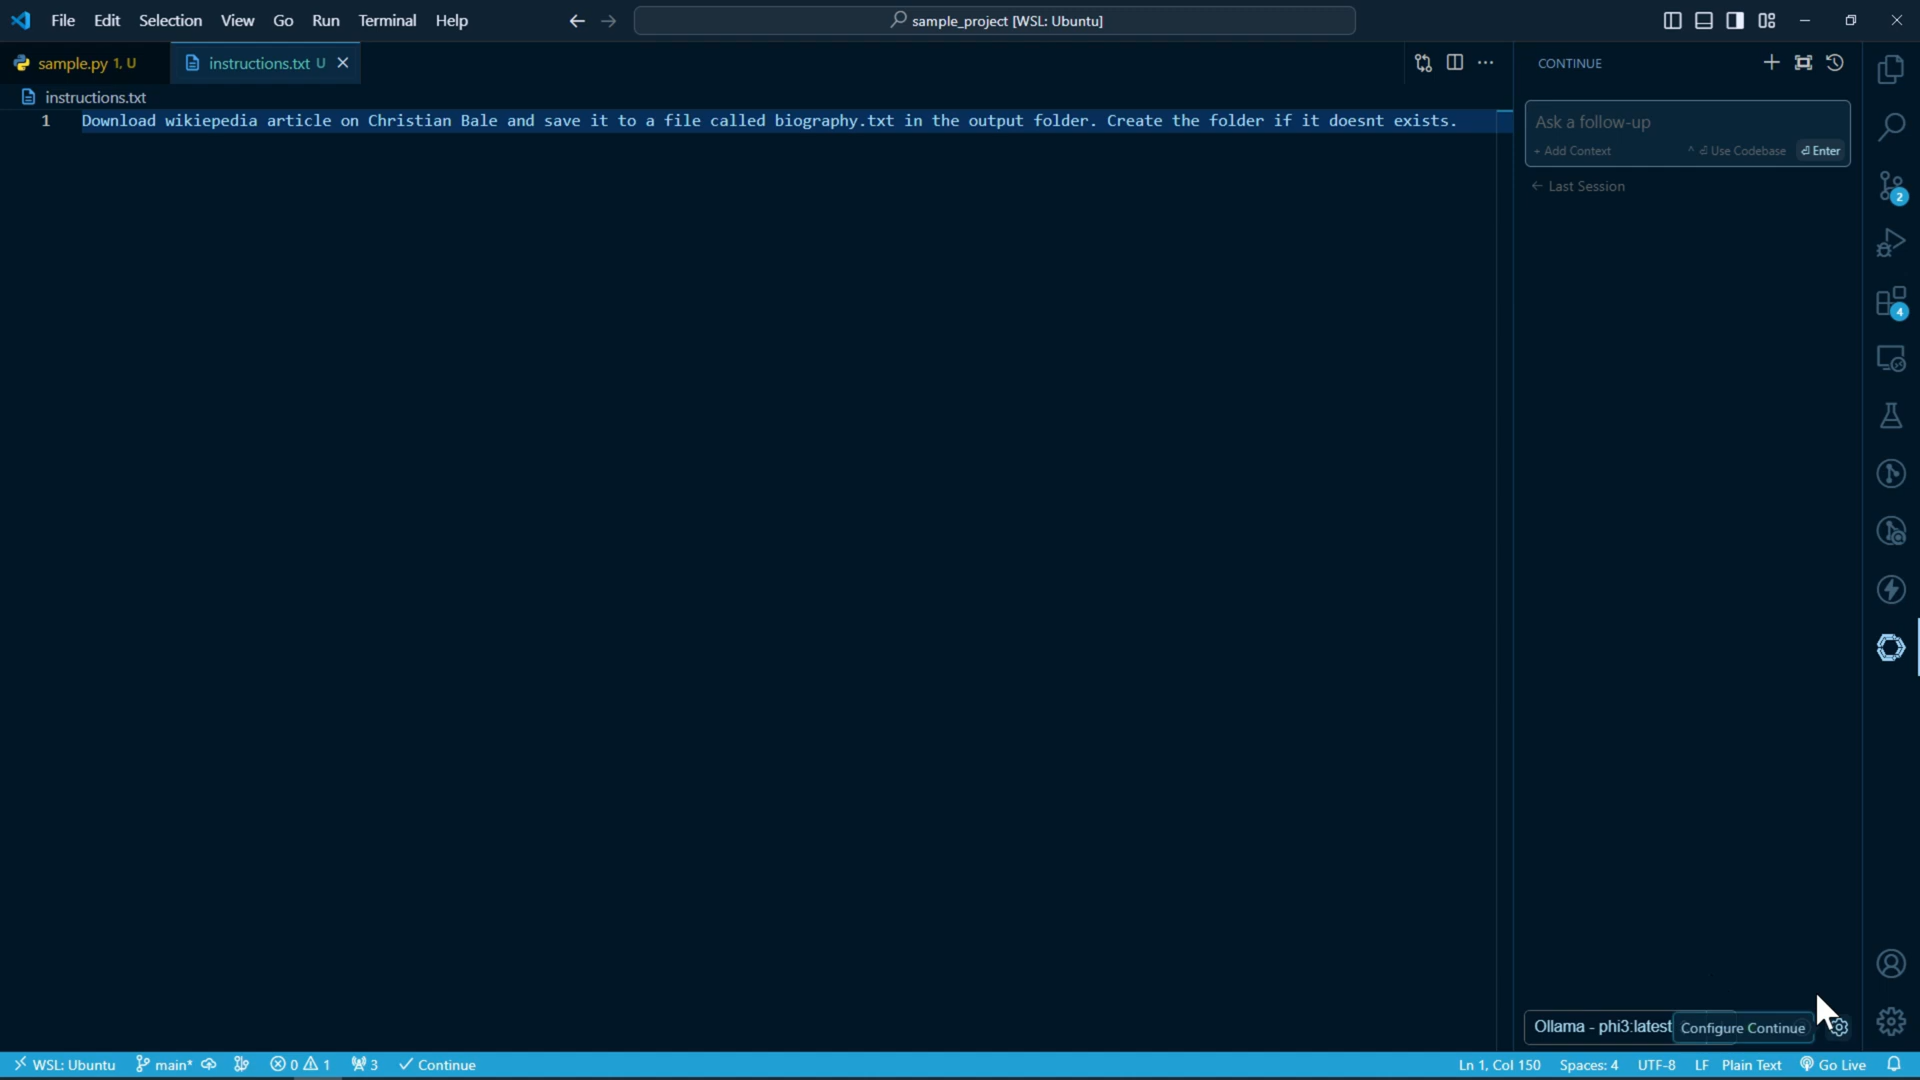 File Edit Selection View Go Run Terminal Help
sample_project [WSL: Ubuntu]
sample.py 1, U
instructions.txt U
CONTINUE
instructions.txt
1 Download wikiepedia article on Christian Bale and save it to a file called biography.txt in the output folder. Create the folder if it doesnt exists.
Ask a follow-up
+ Add Context
^ ⏎ Use Codebase
⏎ Enter
← Last Session
2
4
Ollama - phi3:latest
Configure Continue
WSL: Ubuntu
main*
0 1
3
Continue
Ln 1, Col 150
Spaces: 4
UTF-8
LF
Plain Text
Go Live